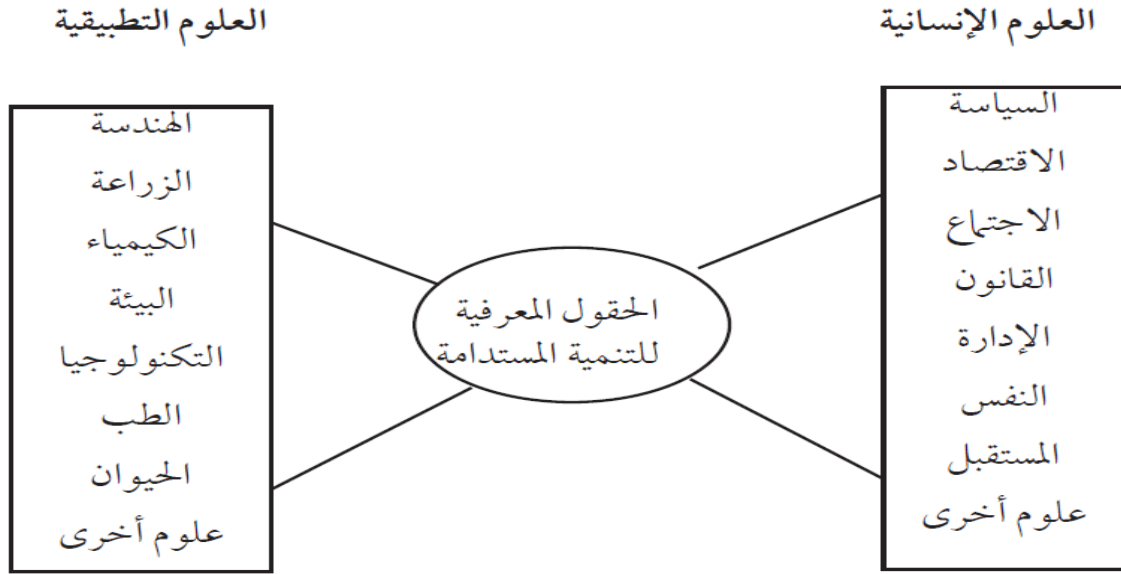 العلوم الإنسانية
السياسة
الاقتصاد
الاجتماع
القانون
الإدارة
النفس
المستقبل
علوم أخرى
الحقول المعرفية
للتنمية المستدامة
العلوم التطبيقية
الهندسة
الزراعة
الكيمياء
البيئة
التكنولوجيا
الطب
الحيوان
علوم أخرى